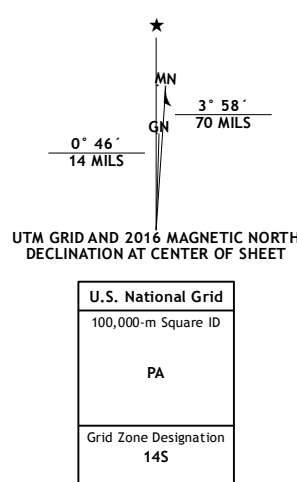 ★
MN
3° 58´
70 MILS
GN
0° 46´
14 MILS
UTM GRID AND 2016 MAGNETIC NORTH
DECLINATION AT CENTER OF SHEET
U.S. National Grid
100,000-m Square ID
PA
Grid Zone Designation
14S